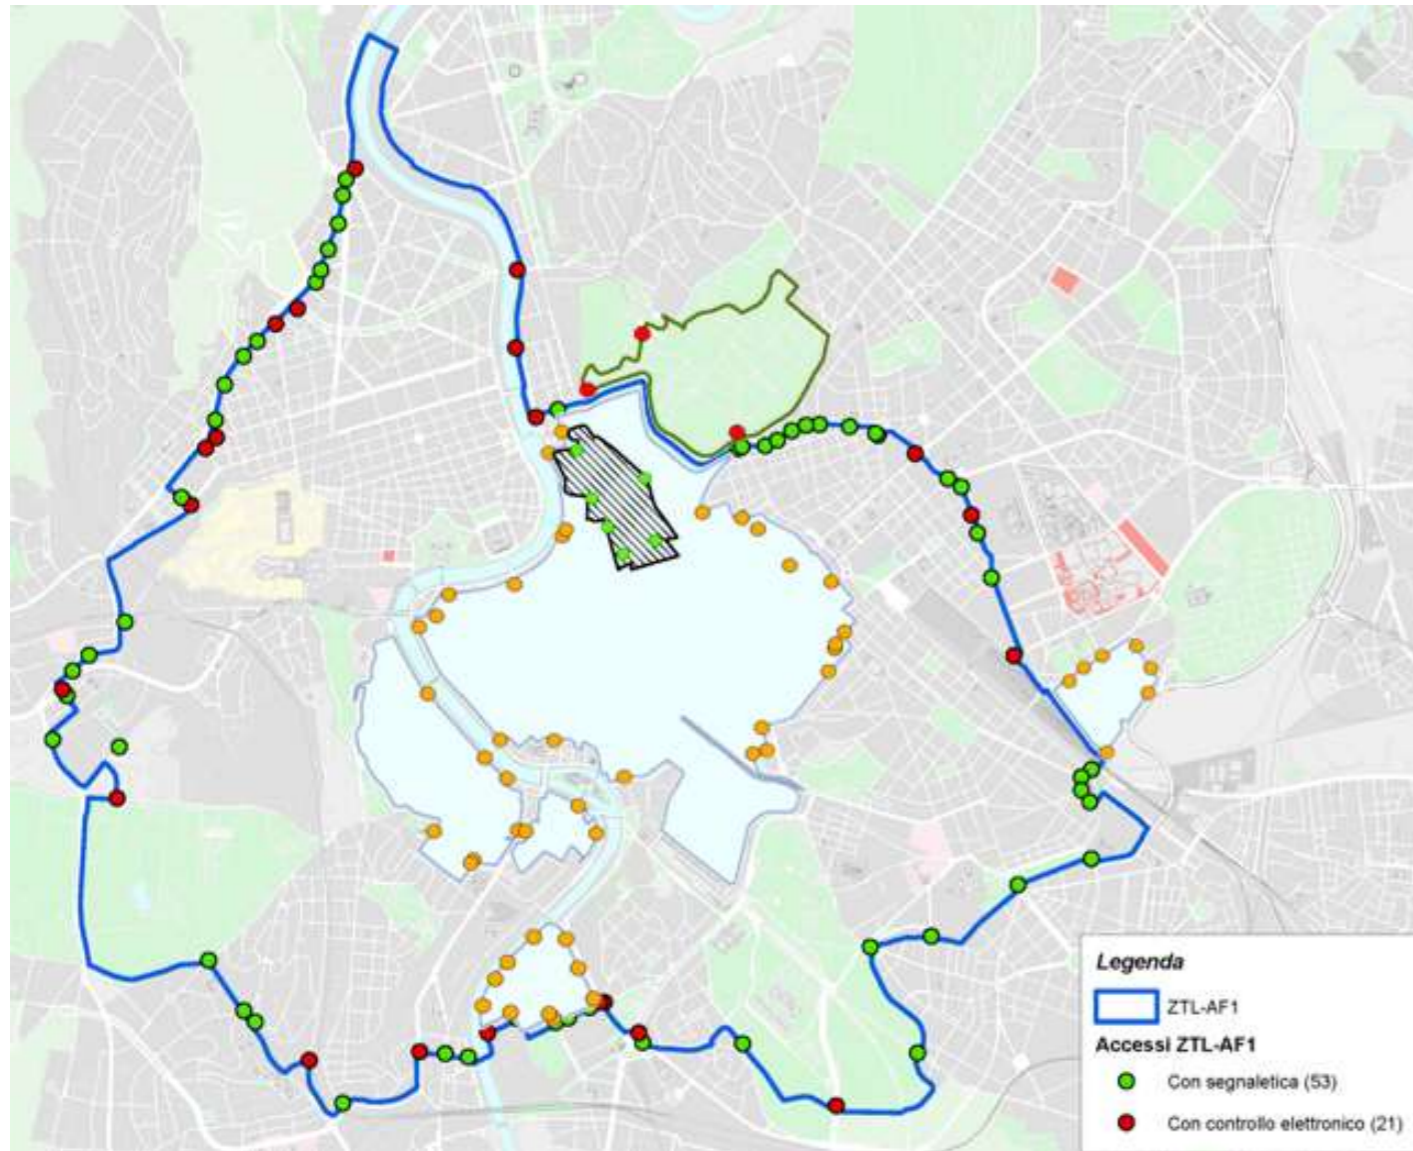 Legenda
ZTL-AF1
Accessi ZTL-AF1
Con segnaletica (53)
Con controllo elettronico (21)